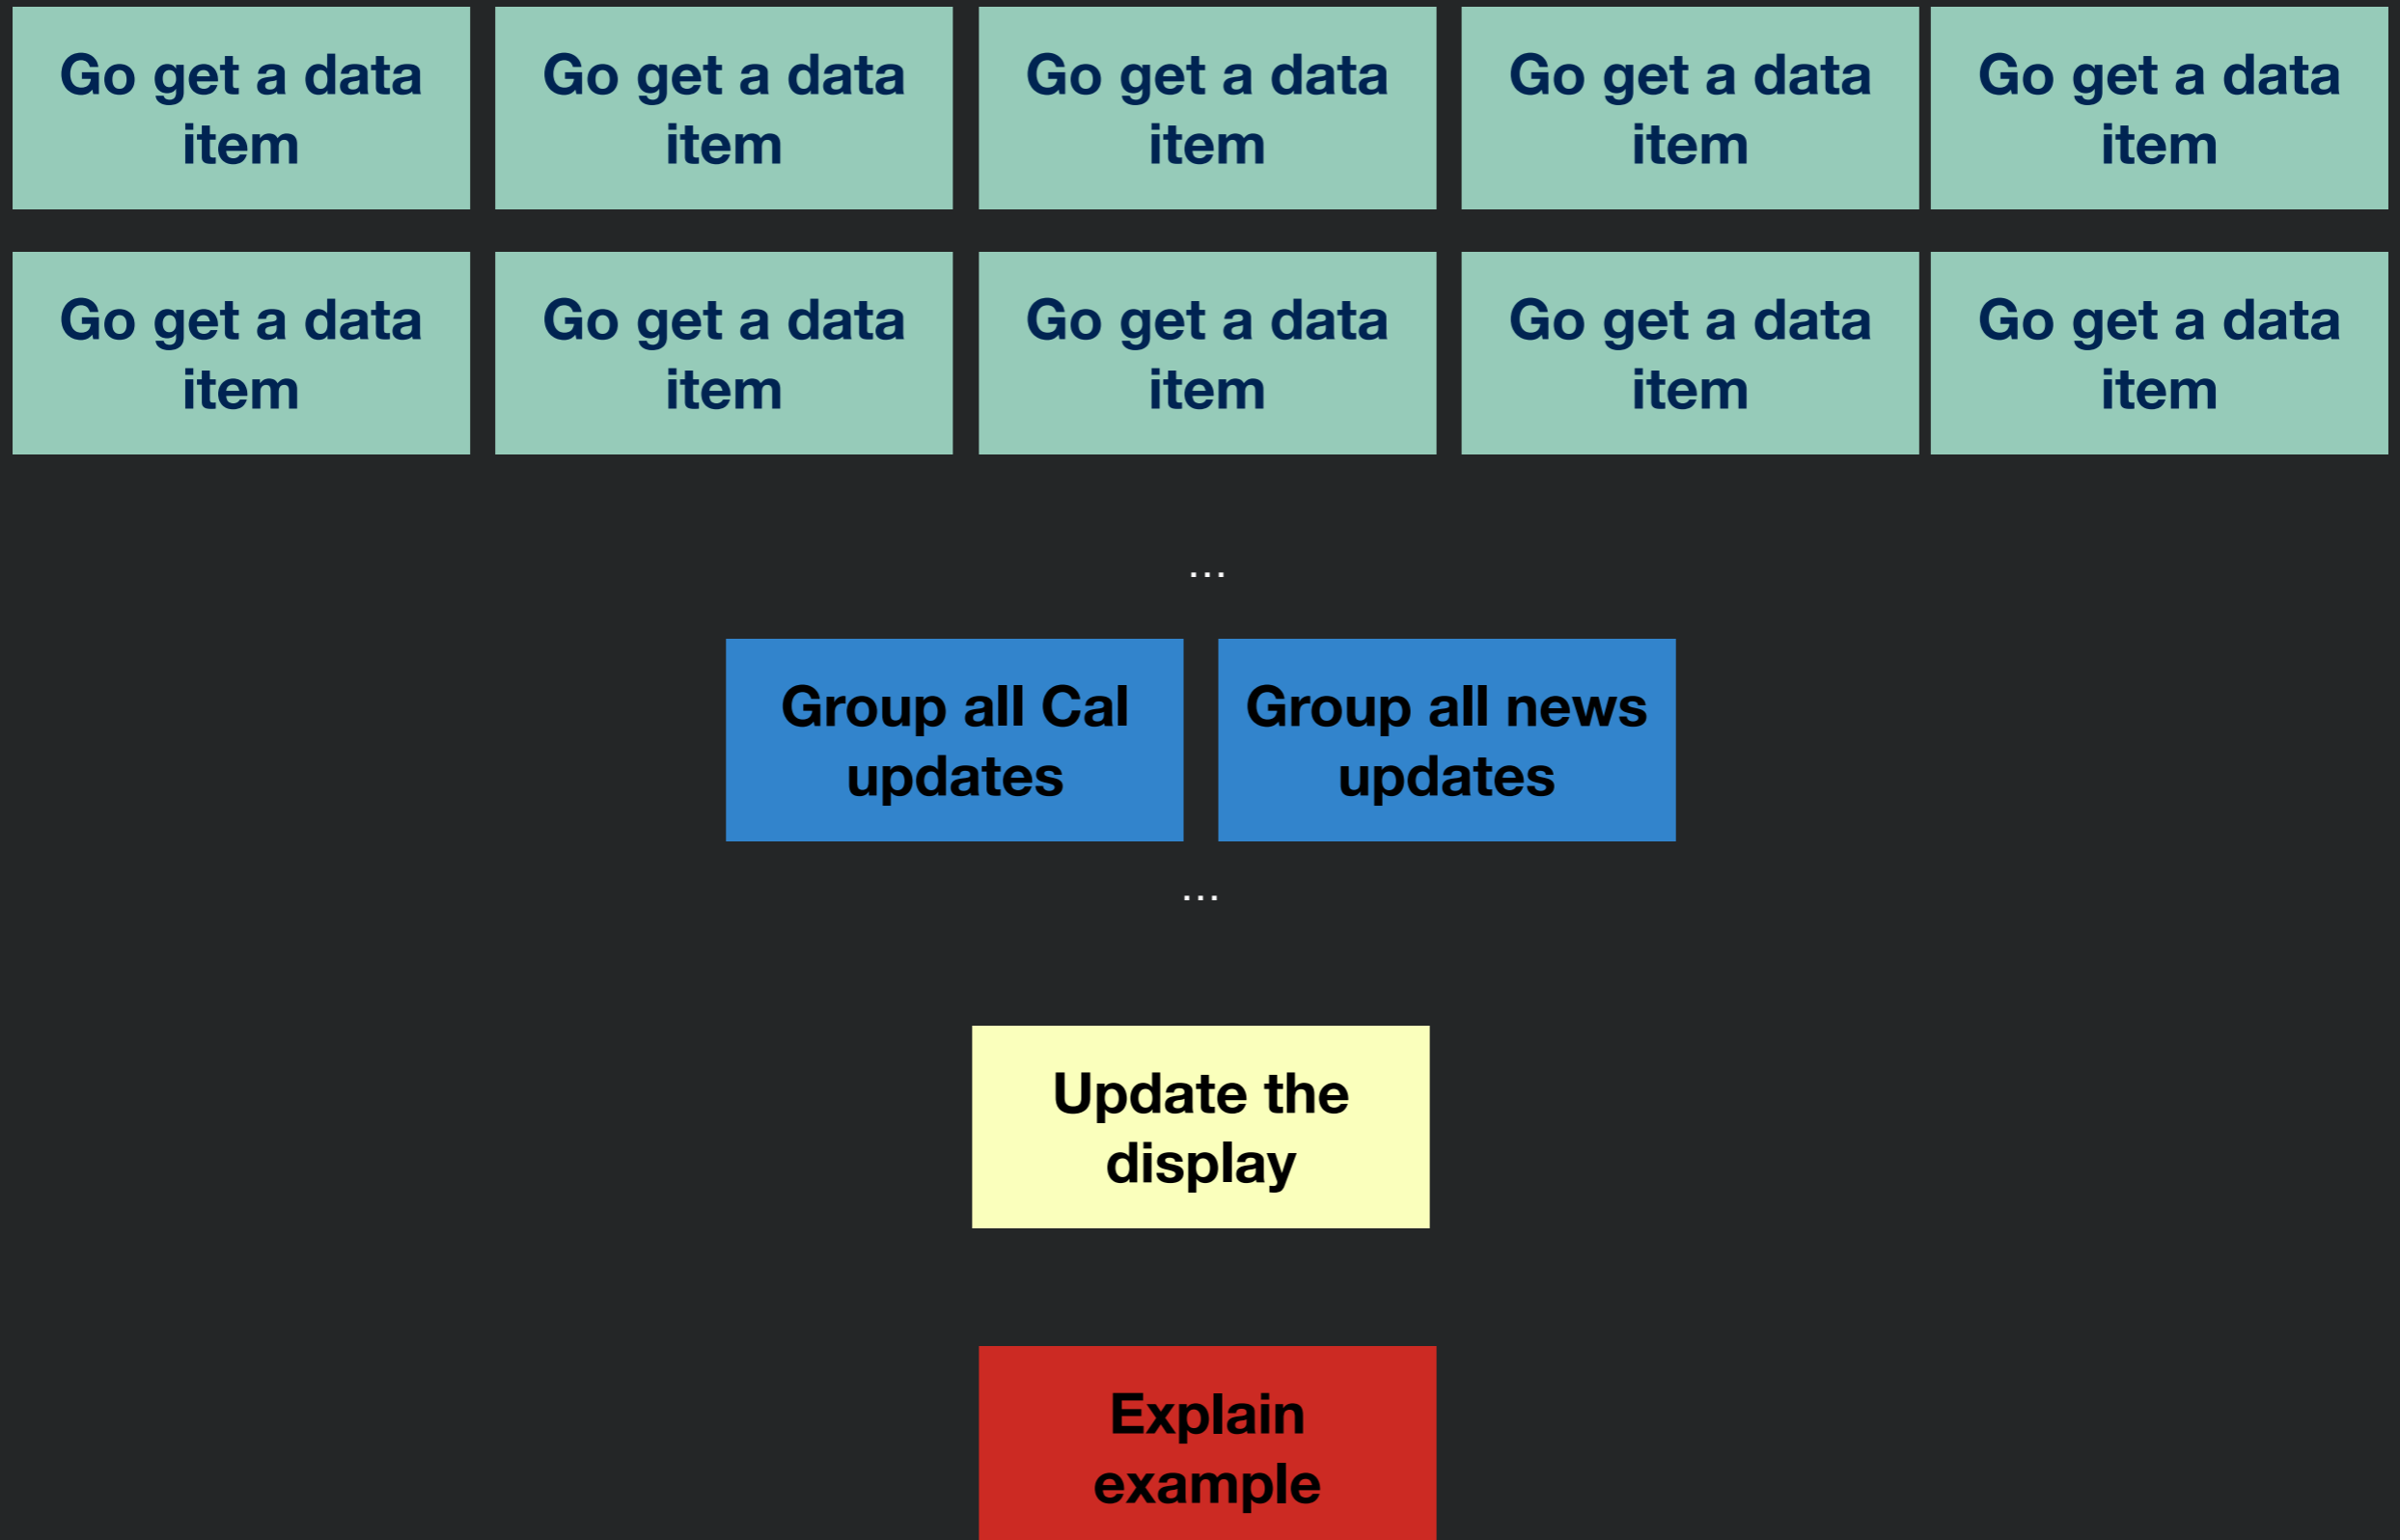 Go get a data
item
Go get a data
item
Go get a data
item
Go get a data
item
Go get a data
item
Go get a data
item
Go get a data
item
Go get a data
item
Go get a data
item
Go get a data
item
...
Group all Cal
updates
Group all news
updates
...
Update the
display
Explain
example